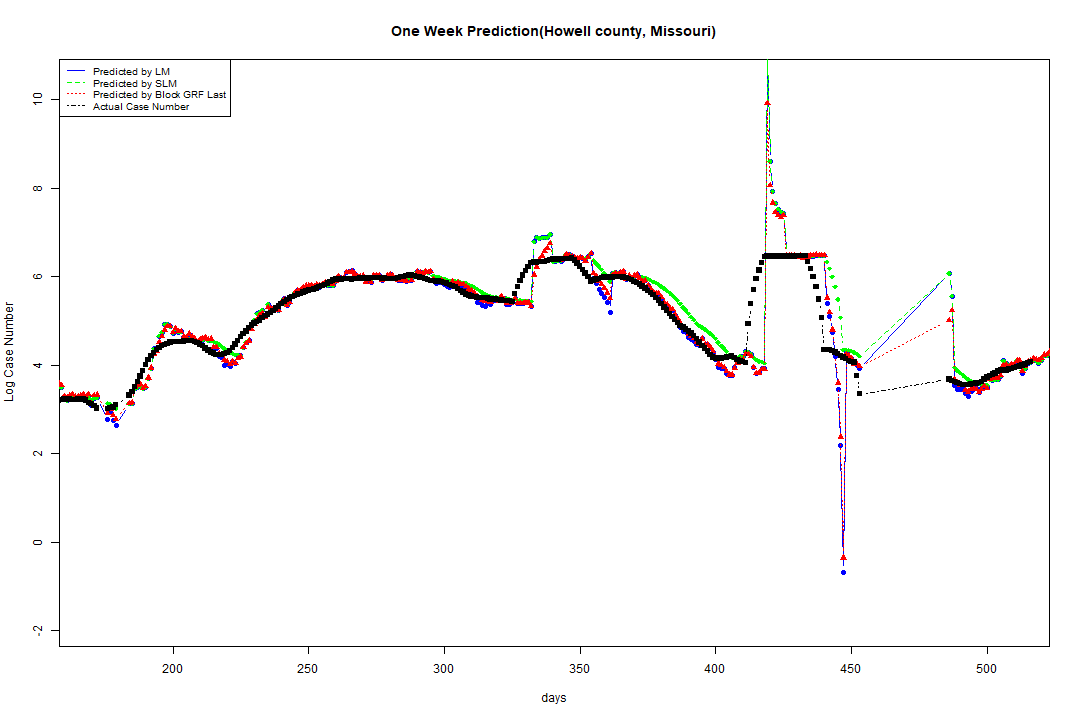 One Week Prediction(Howell county, Missouri)
Predicted by LM
Predicted by SLM
Predicted by Block GRF Last
Actual Case Number
Log Case Number
10
8
6
4
2
0
-2
200 250 300 350 400 450 500
days